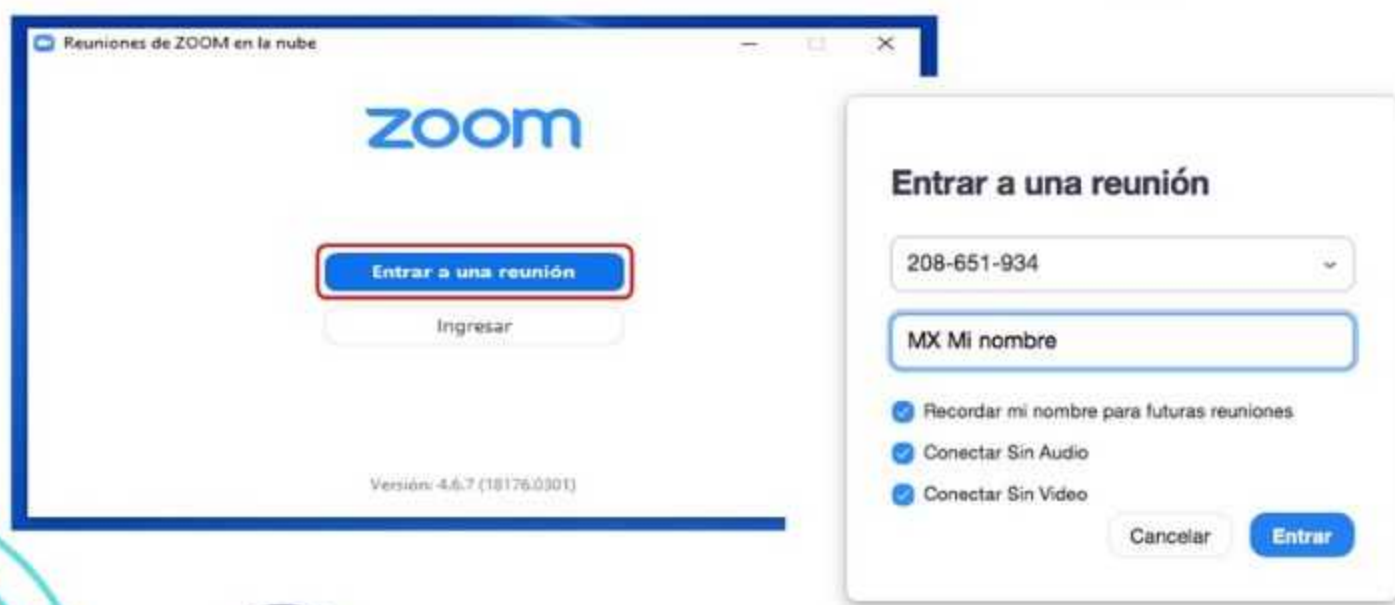 Reuniones de ZOOM en la nube
zoom
Entrar a una reunión
Ingresar
Versión: 4.6.7 (18176.0301)
Entrar a una reunión
208-651-934
MX Mi nombre
Recordar mi nombre para futuras reuniones
Conectar Sin Audio
Conectar Sin Video
Cancelar
Entrar